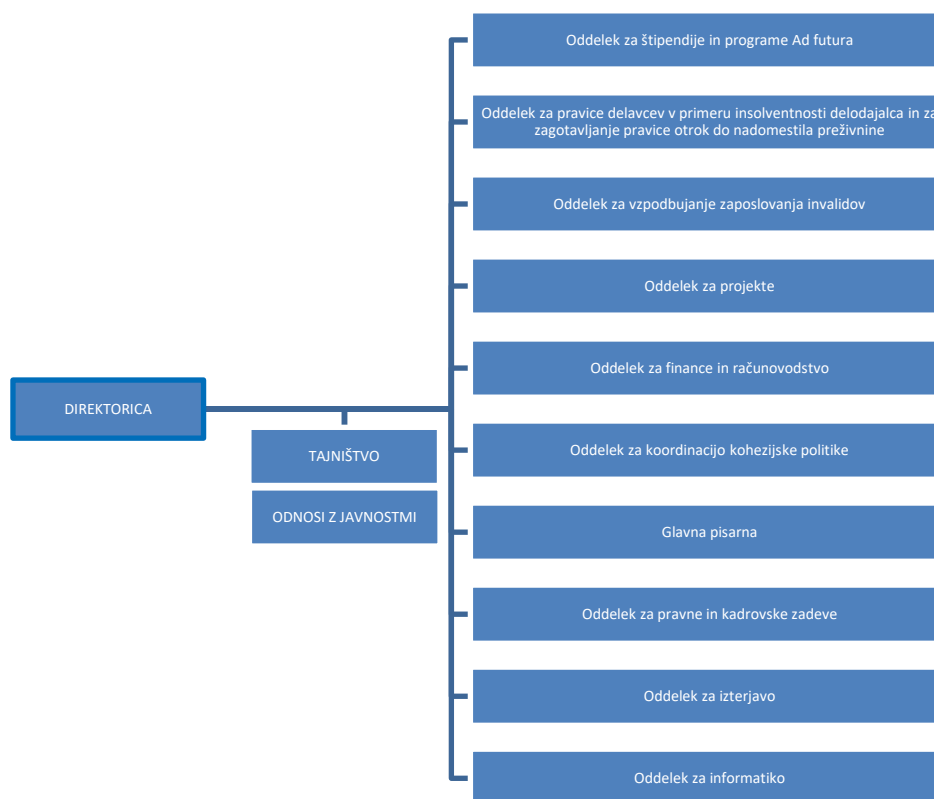 DIREKTORICA
TAJNIŠTVO
ODNOSI Z JAVNOSTMI
Oddelek za štipendije in programe Ad futura
Oddelek za pravice delavcev v primeru insolventnosti delodajalca in za
zagotavljanje pravice otrok do nadomestila preživnine
Oddelek za vzpodbujanje zaposlovanja invalidov
Oddelek za projekte
Oddelek za finance in računovodstvo
Oddelek za koordinacijo kohezijske politike
Glavna pisarna
Oddelek za pravne in kadrovske zadeve
Oddelek za izterjavo
Oddelek za informatiko